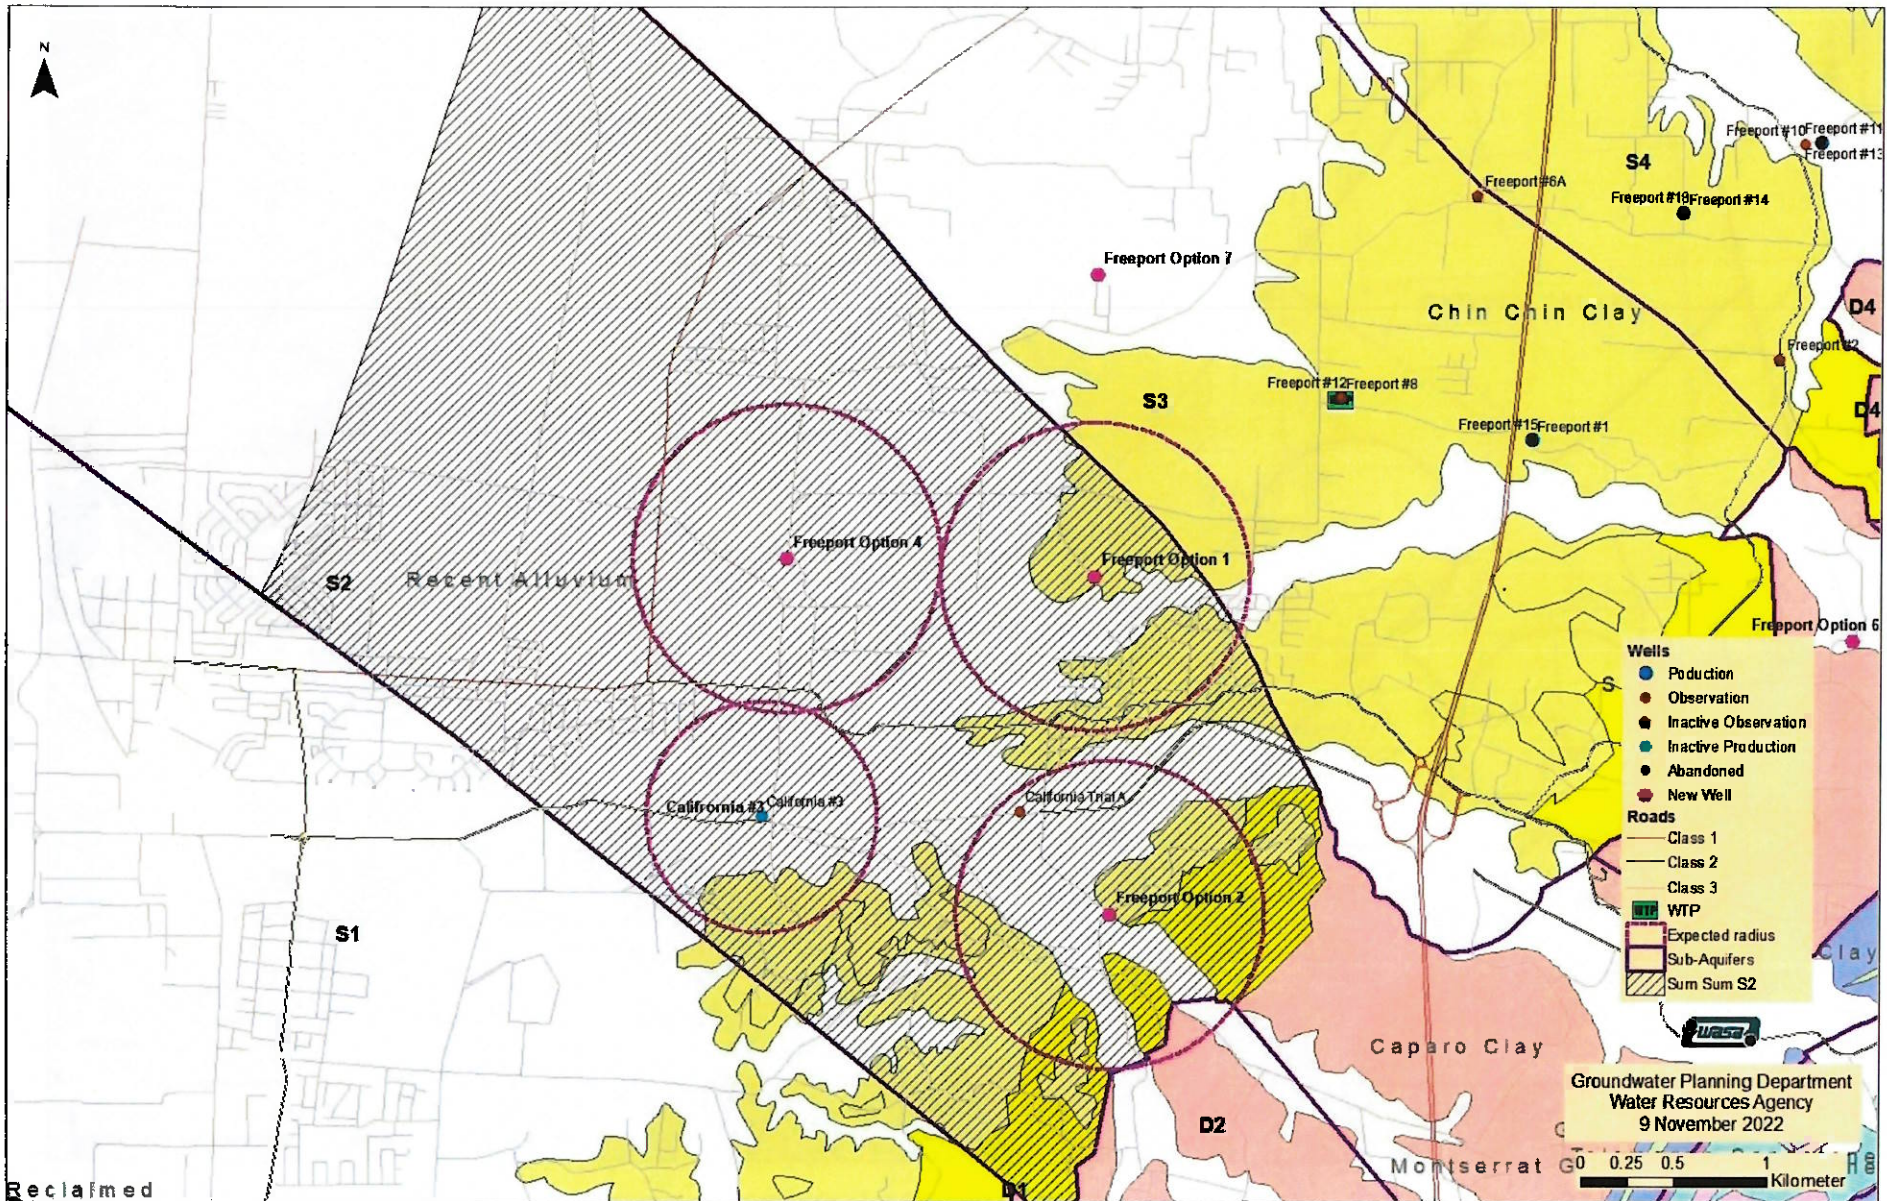 N
Freeport #10
Freeport #11
Freeport #13
S4
Freeport #6A
Freeport #14
Freeport Option 7
D4
Chin Chin Clay
Freeport #2
Freeport #12
Freeport #8
S3
D4
Freeport #15
Freeport #1
Freeport Option 4
Freeport Option 1
S2
Recent Alluvium
Freeport Option 6
S
California #3
California Trial A
Freeport Option 2
S1
Clay
Caparo Clay
D2
Montserrat G
D1
Reclaimed
Wells
Poduction
Observation
Inactive Observation
Inactive Production
Abandoned
New Well
Roads
Class 1
Class 2
Class 3
WTP
Expected radius
Sub-Aquifers
Sum Sum S2
wasa
Groundwater Planning Department
Water Resources Agency
9 November 2022
0 0.25 0.5 1
Kilometer